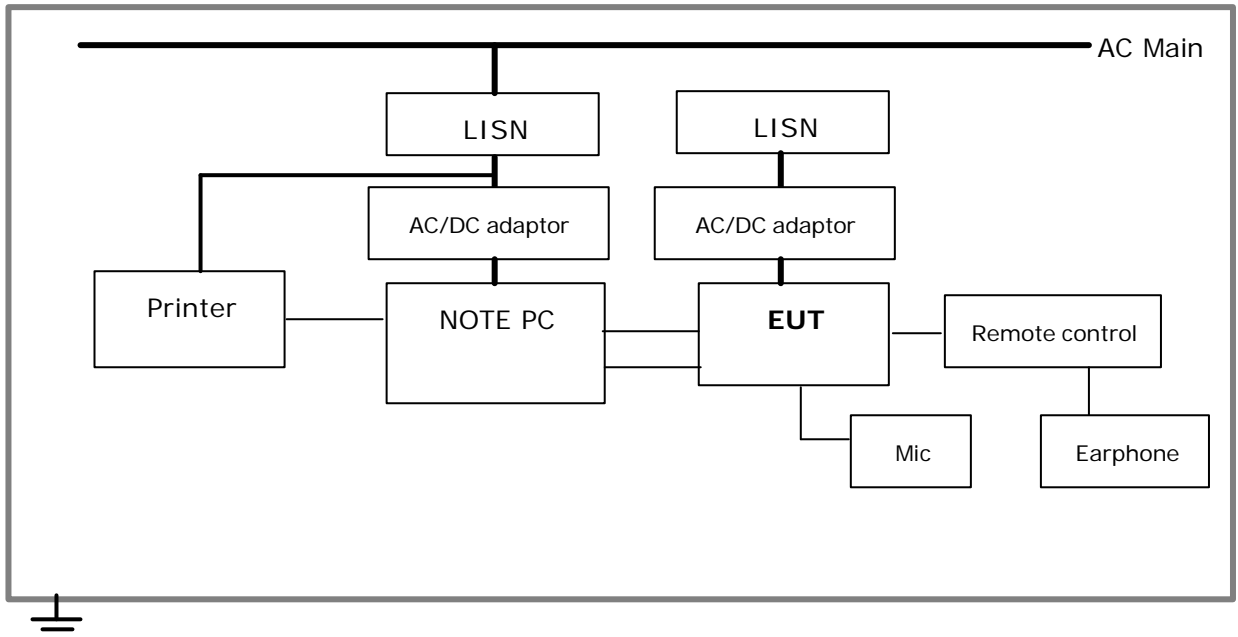 AC Main
LISN
LISN
AC/DC adaptor
AC/DC adaptor
Printer
NOTE PC
EUT
Remote control
Mic
Earphone